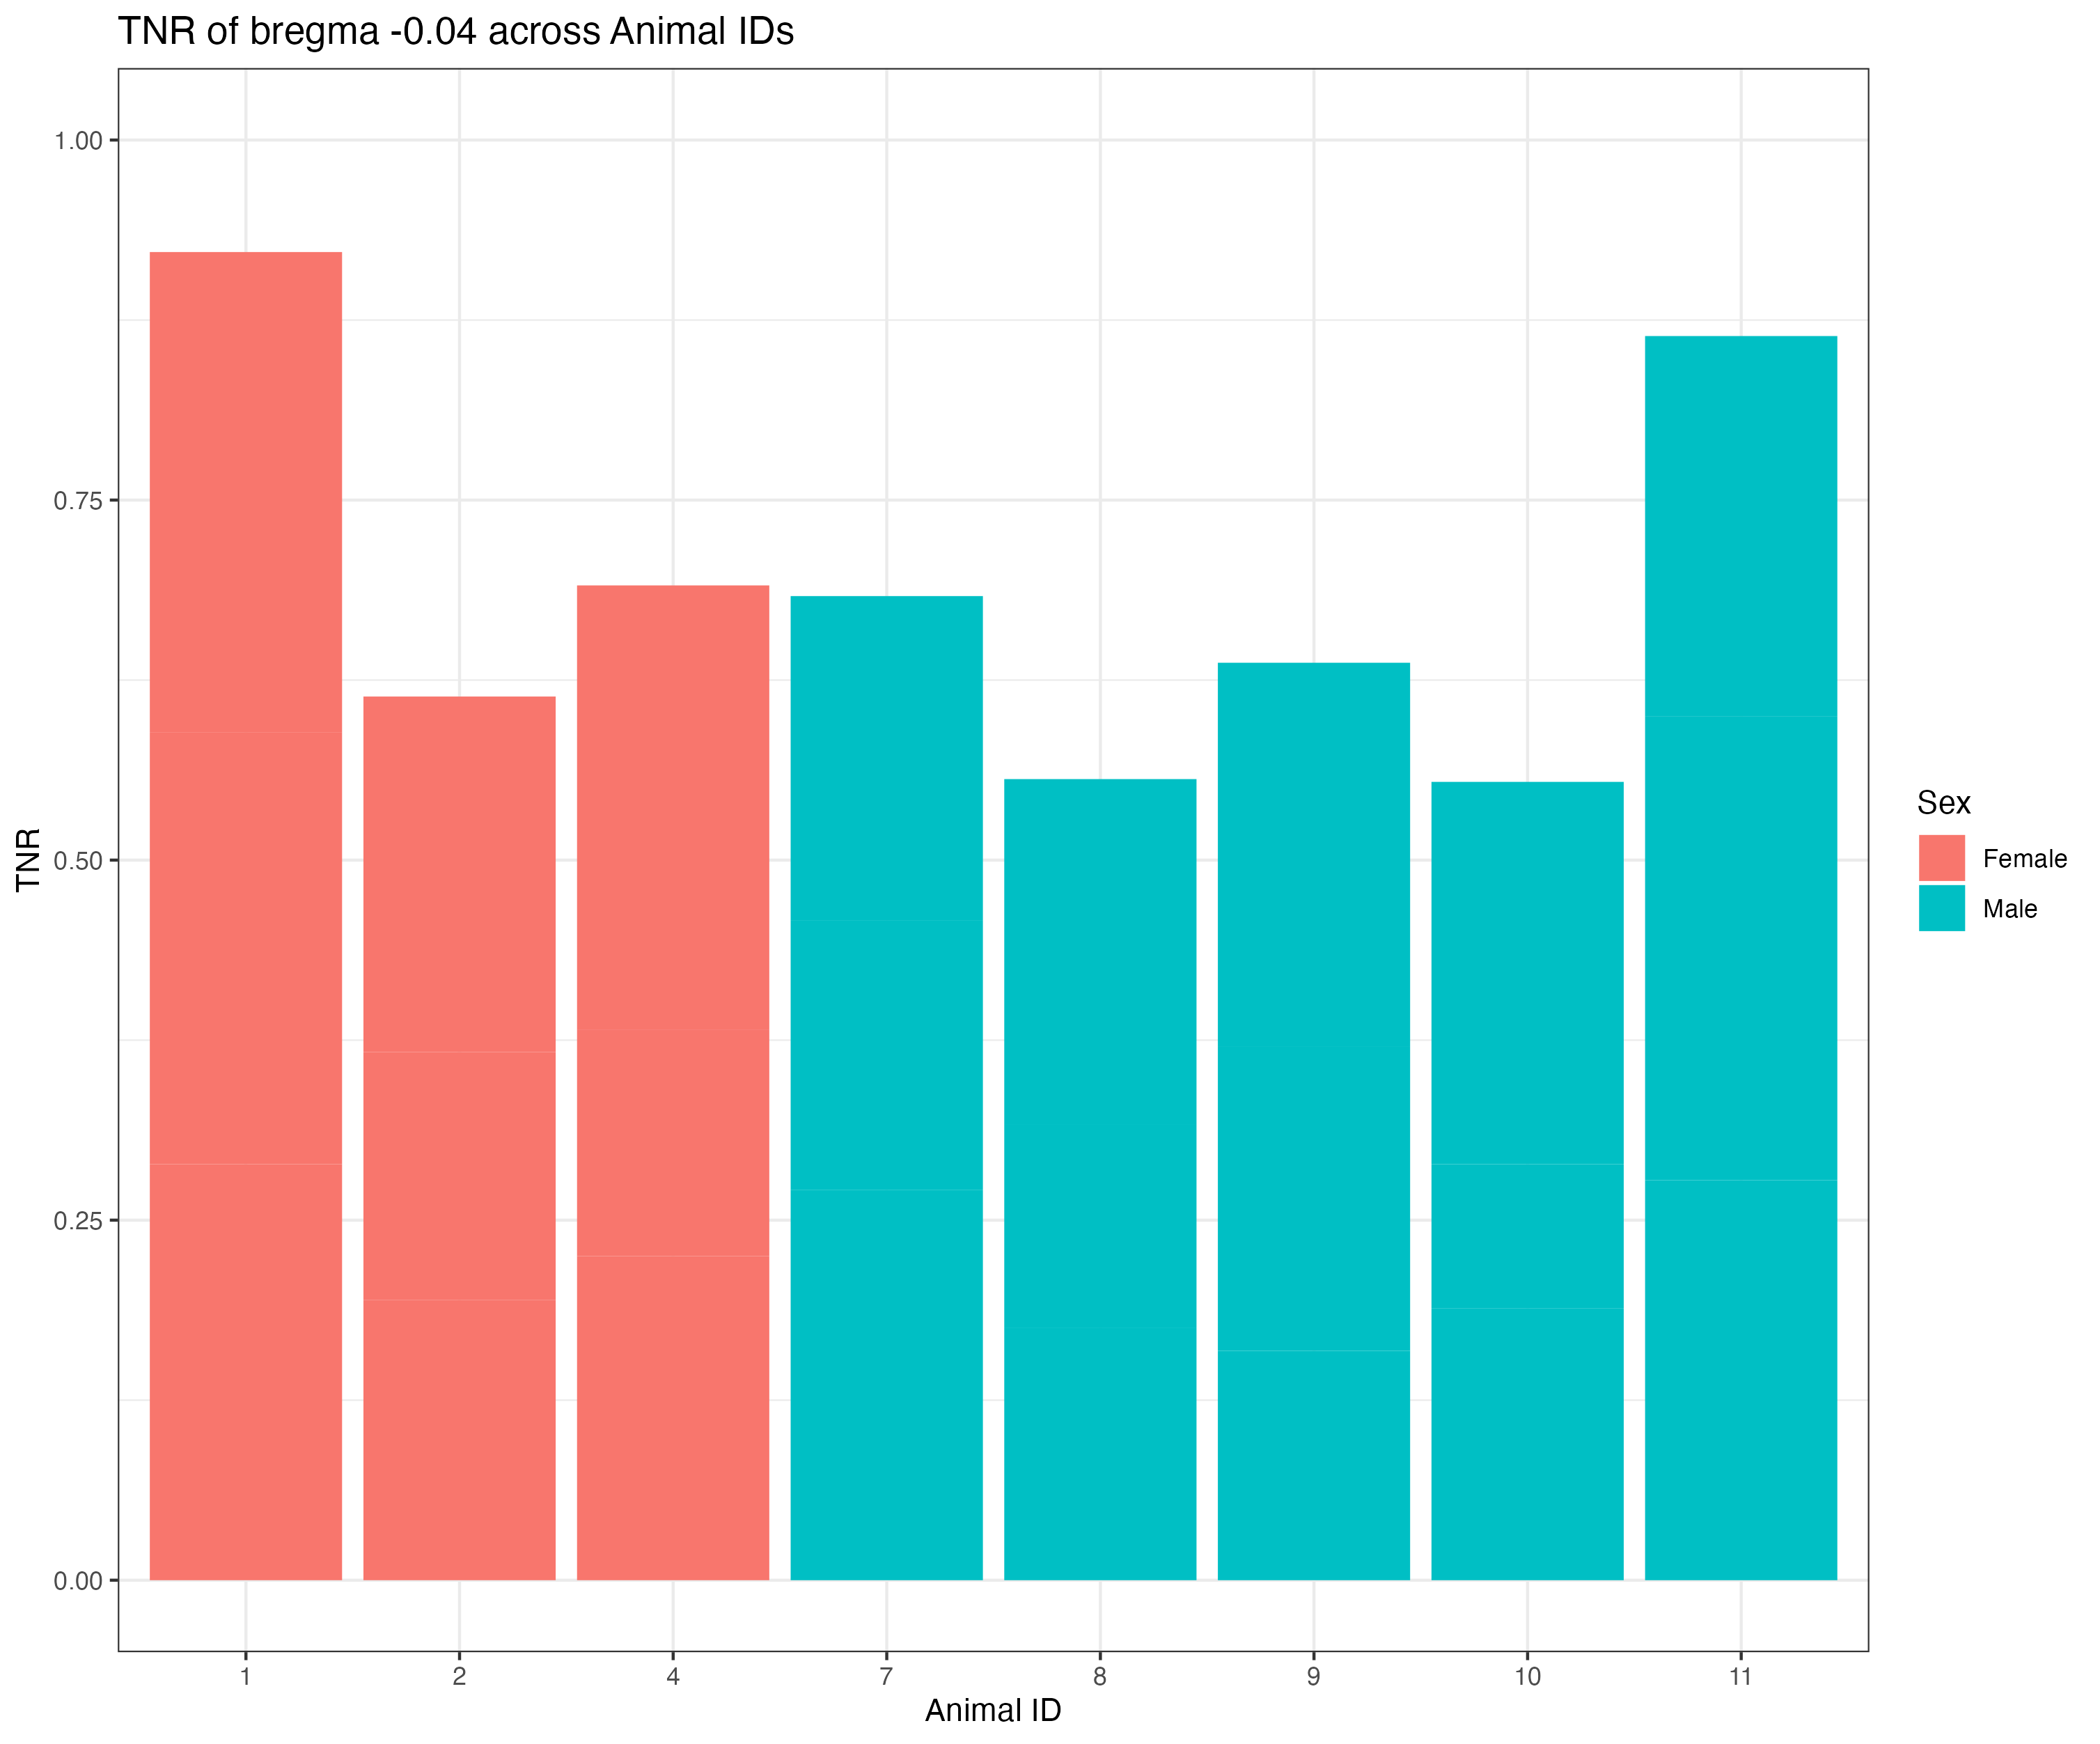 TNR of bregma -0.04 across Animal IDs
1.00
0.75
0.50
0.25
0.00
TNR
1 2 4 7 8 9 10 11
Animal ID
Sex
Female
Male